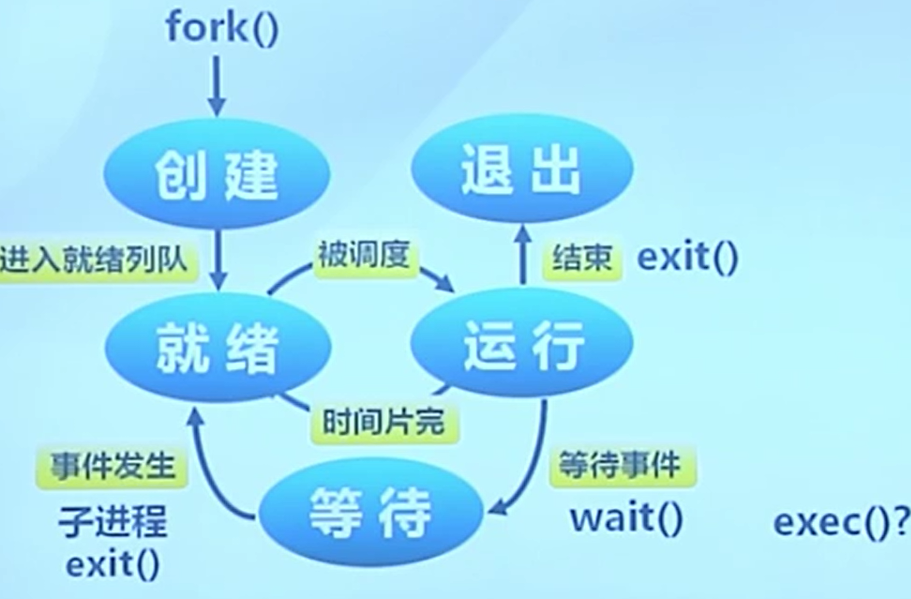 fork()
创建
退出
进入就绪列队
被调度
结束
exit()
就绪
运行
时间片完
事件发生
等待事件
等待
子进程
exit()
wait()
exec()?